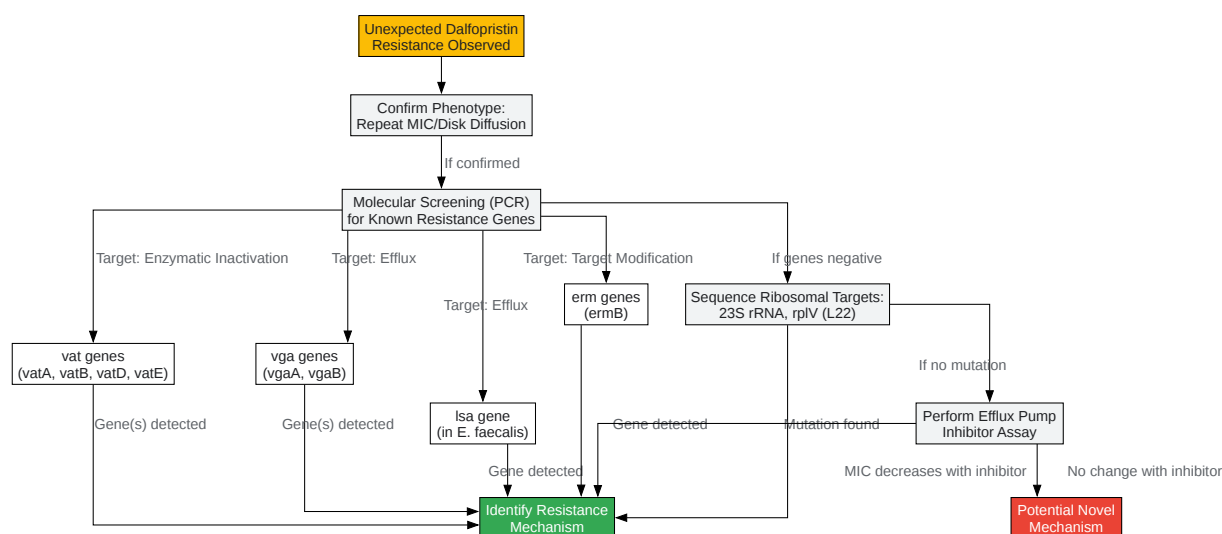 Unexpected Dalfopristin
Resistance Observed
Confirm Phenotype:
Repeat MIC/Disk Diffusion
If confirmed
Molecular Screening (PCR)
for Known Resistance Genes
Target: Enzymatic Inactivation
Target: Efflux
Target: Target Modification
If genes negative
Target: Efflux
erm genes
(ermB)
Sequence Ribosomal Targets:
23S rRNA, rplV (L22)
vat genes
(vatA, vatB, vatD, vatE)
vga genes
(vgaA, vgaB)
If no mutation
lsa gene
(in E. faecalis)
Perform Efflux Pump
Inhibitor Assay
Gene(s) detected
Gene(s) detected
Gene detected
Mutation found
Gene detected
MIC decreases with inhibitor
No change with inhibitor
Identify Resistance
Mechanism
Potential Novel
Mechanism